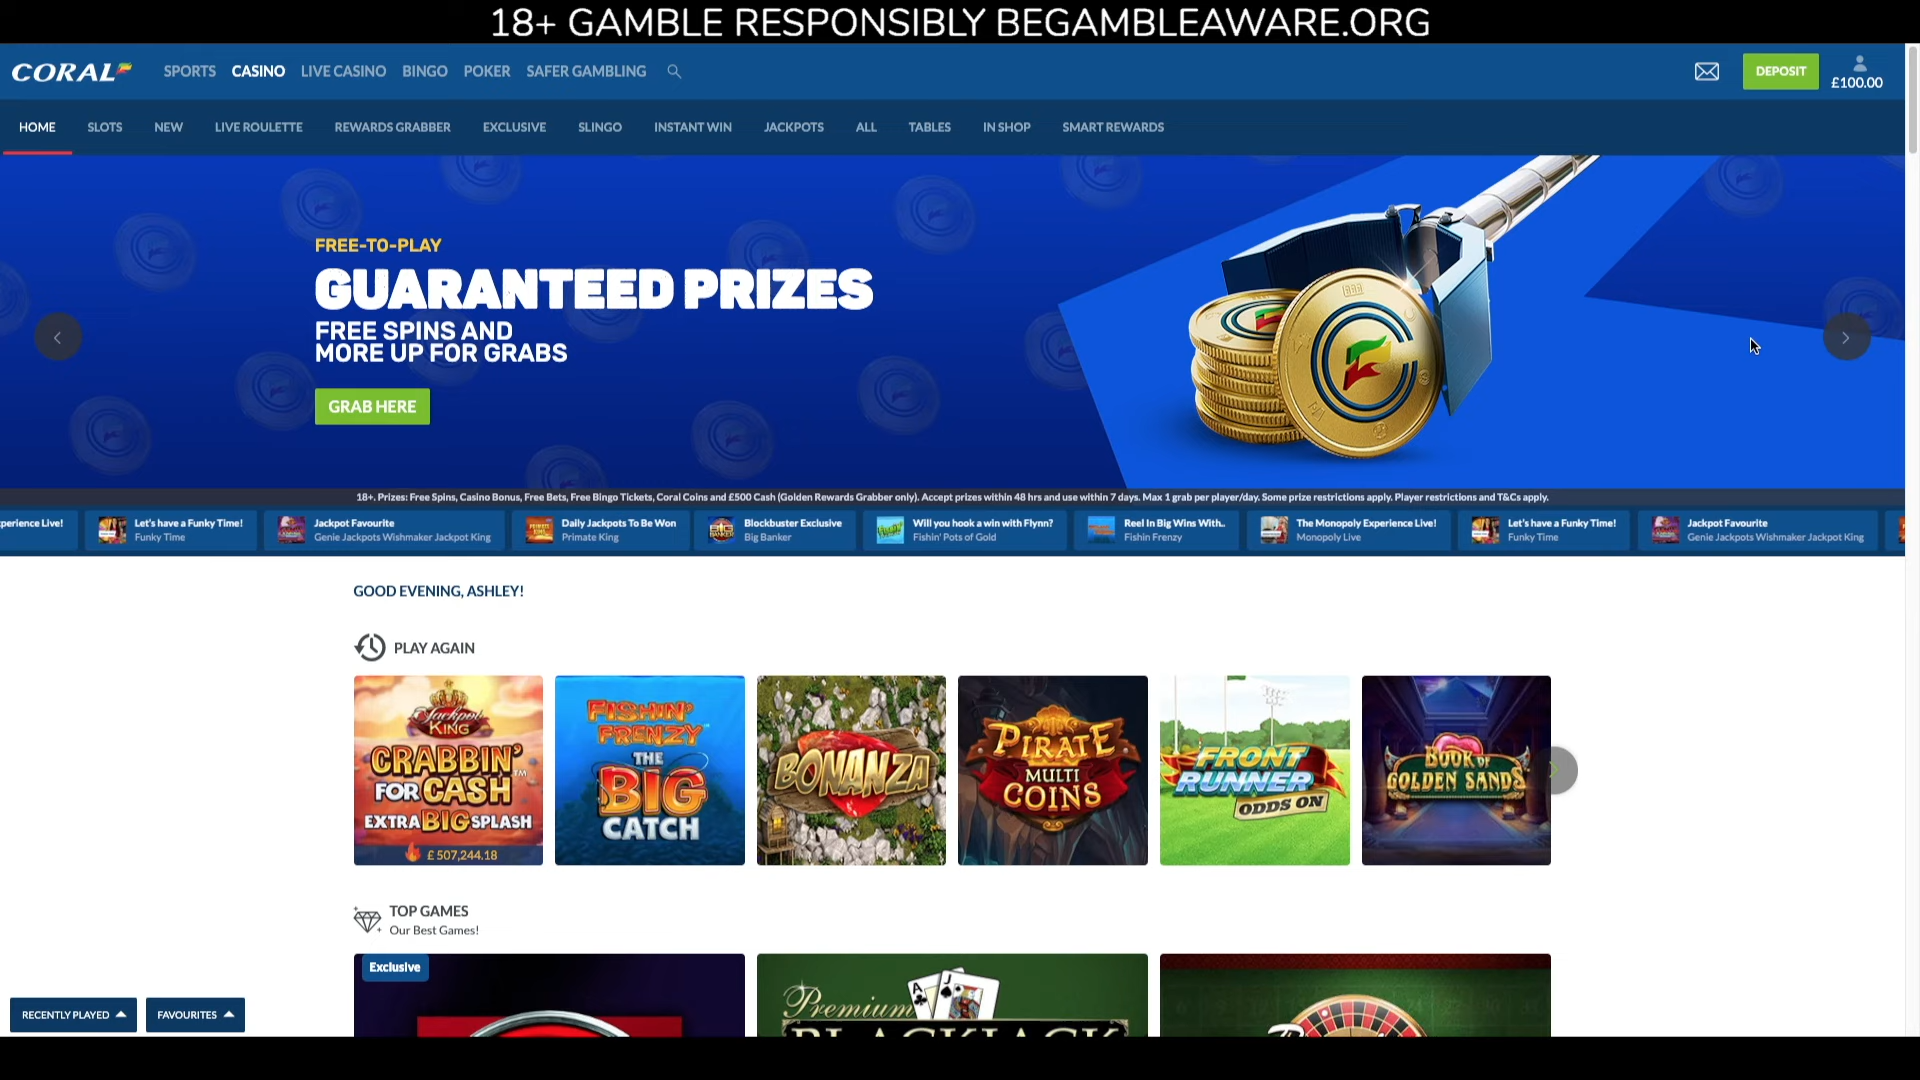 18+ GAMBLE RESPONSIBLY BEGAMBLEAWARE.ORG
CORAL SPORTS CASINO LIVE CASINO BINGO POKER SAFER GAMBLING DEPOSIT £100.00
HOME SLOTS NEW LIVE ROULETTE REWARDS GRABBER EXCLUSIVE SLINGO INSTANT WIN JACKPOTS ALL TABLES IN SHOP SMART REWARDS
FREE-TO-PLAY
GUARANTEED PRIZES
FREE SPINS AND
MORE UP FOR GRABS
GRAB HERE
18+. Prizes: Free Spins, Casino Bonus, Free Bets, Free Bingo Tickets, Coral Coins and £500 Cash (Golden Rewards Grabber only). Accept prizes within 48 hrs and use within 7 days. Max 1 grab per player/day. Some prize restrictions apply. Player restrictions and T&Cs apply.
perience Live!
Let's have a Funky Time!
Funky Time
Jackpot Favourite
Genie Jackpots Wishmaker Jackpot King
Daily Jackpots To Be Won
Primate King
Blockbuster Exclusive
Big Banker
Will you hook a win with Flynn?
Fishin' Pots of Gold
Reel In Big Wins With..
Fishin Frenzy
The Monopoly Experience Live!
Monopoly Live
Let's have a Funky Time!
Funky Time
Jackpot Favourite
Genie Jackpots Wishmaker Jackpot King
GOOD EVENING, ASHLEY!
PLAY AGAIN
Jackpot
KING
CRABBIN'
FOR CASH™
EXTRA BIG SPLASH
£ 507,244.18
FISHIN'
FRENZY™
THE
BIG
CATCH
BONANZA
PIRATE
MULTI
COINS
FRONT
RUNNER
ODDS ON
BOOK OF
GOLDEN SANDS
TOP GAMES
Our Best Games!
Exclusive
Premium
BLACKJACK
RECENTLY PLAYED
FAVOURITES